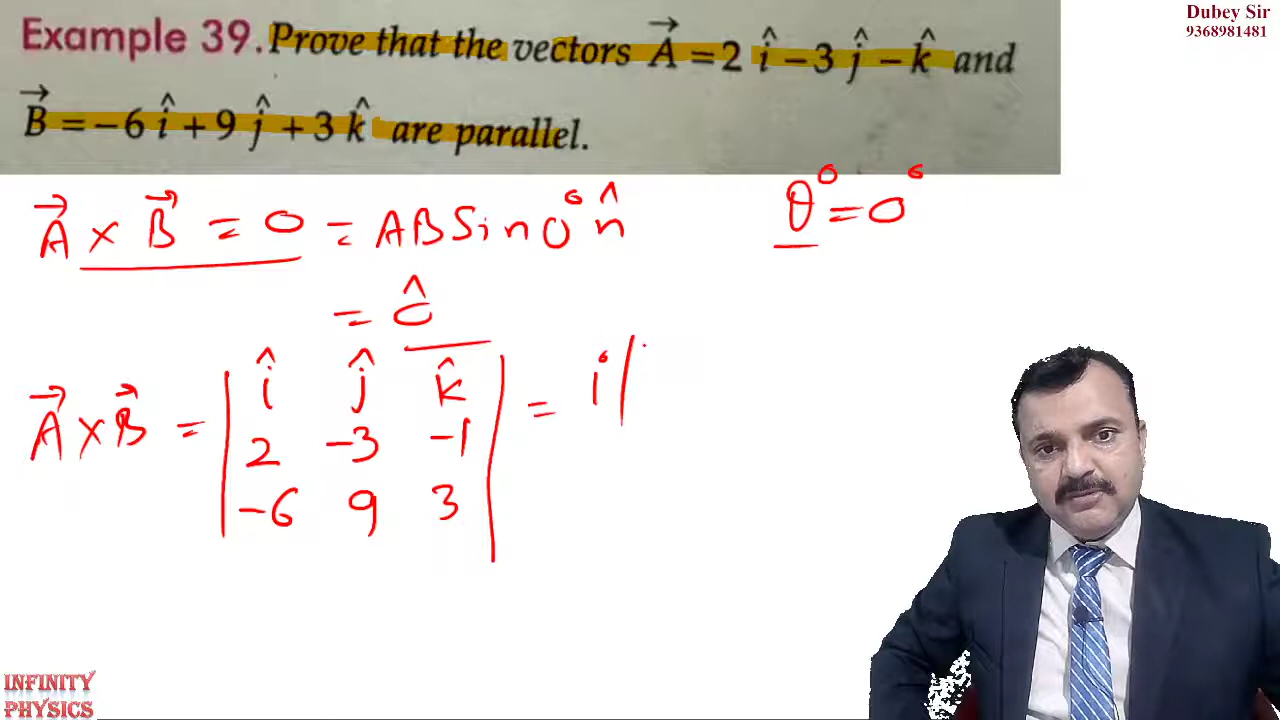 Dubey Sir
9368981481
Example 39. Prove that the vectors A⃗ = 2 î − 3 ĵ − k̂ and
B⃗ = −6 î + 9 ĵ + 3 k̂ are parallel.
θ° = 0°
A⃗ × B⃗ = 0 = AB Sin 0° n̂
= 0̂
A⃗ × B⃗ = | î ĵ k̂ | = i |
2 −3 −1
−6 9 3
INFINITY
PHYSICS